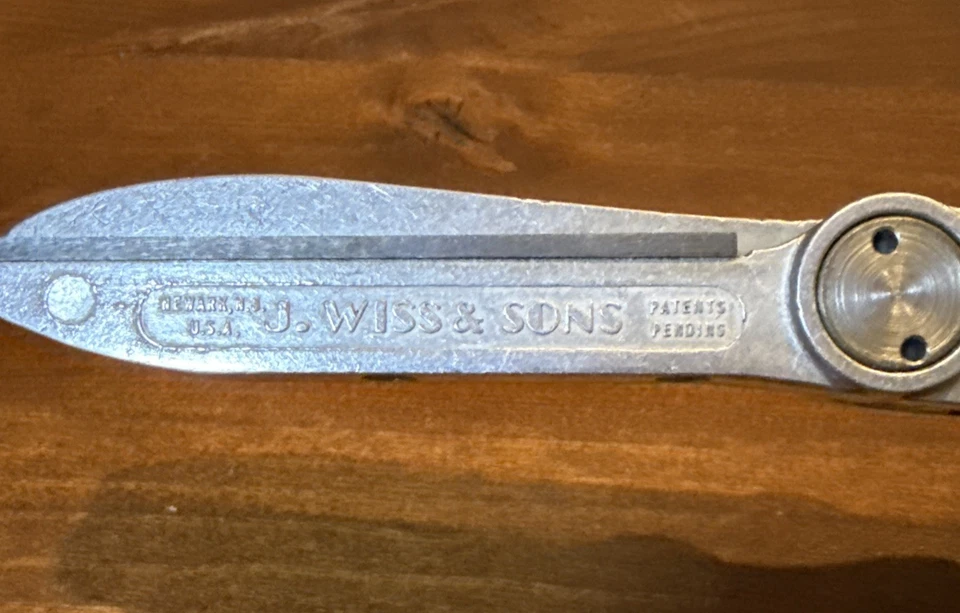 NEWARK, N.J.
U.S.A.
J. WISS & SONS
PATENTS
PENDING